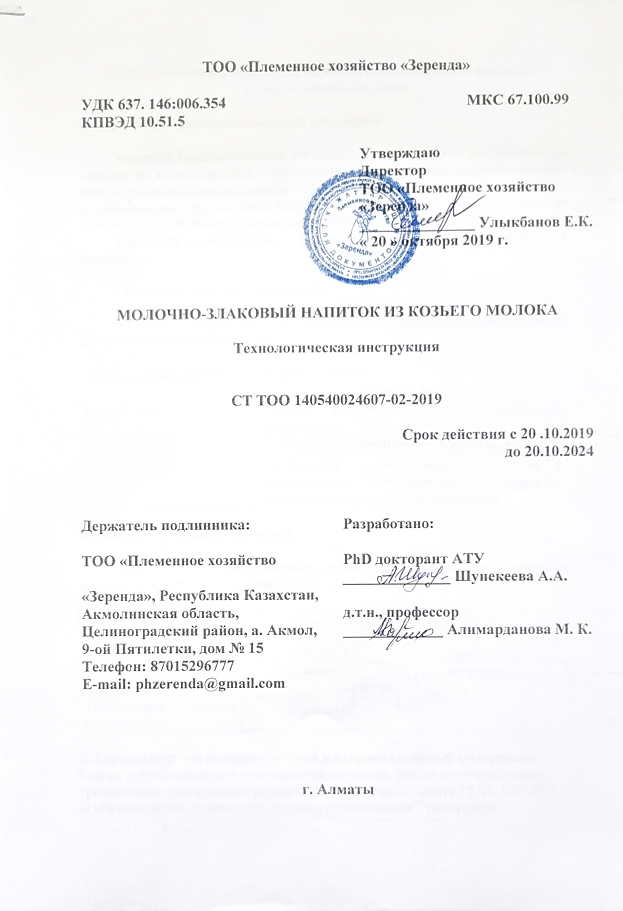 ТОО «Племенное хозяйство «Зеренда»
УДК 637. 146:006.354
МКС 67.100.99
КПВЭД 10.51.5
Утверждаю
Директор
ТОО «Племенное хозяйство
«Зеренда»
Улыкбанов Е.К.
« 20 » октября 2019 г.
«Зеренда»
МОЛОЧНО-ЗЛАКОВЫЙ НАПИТОК ИЗ КОЗЬЕГО МОЛОКА
Технологическая инструкция
СТ ТОО 140540024607-02-2019
Срок действия с 20 .10.2019
до 20.10.2024
Держатель подлинника:
ТОО «Племенное хозяйство
«Зеренда», Республика Казахстан,
Акмолинская область,
Целиноградский район, а. Акмол,
9-ой Пятилетки, дом № 15
Телефон: 87015296777
E-mail: phzerenda@gmail.com
Разработано:
PhD докторант АТУ
Шунекеева А.А.
д.т.н., профессор
Алимарданова М. К.
г. Алматы